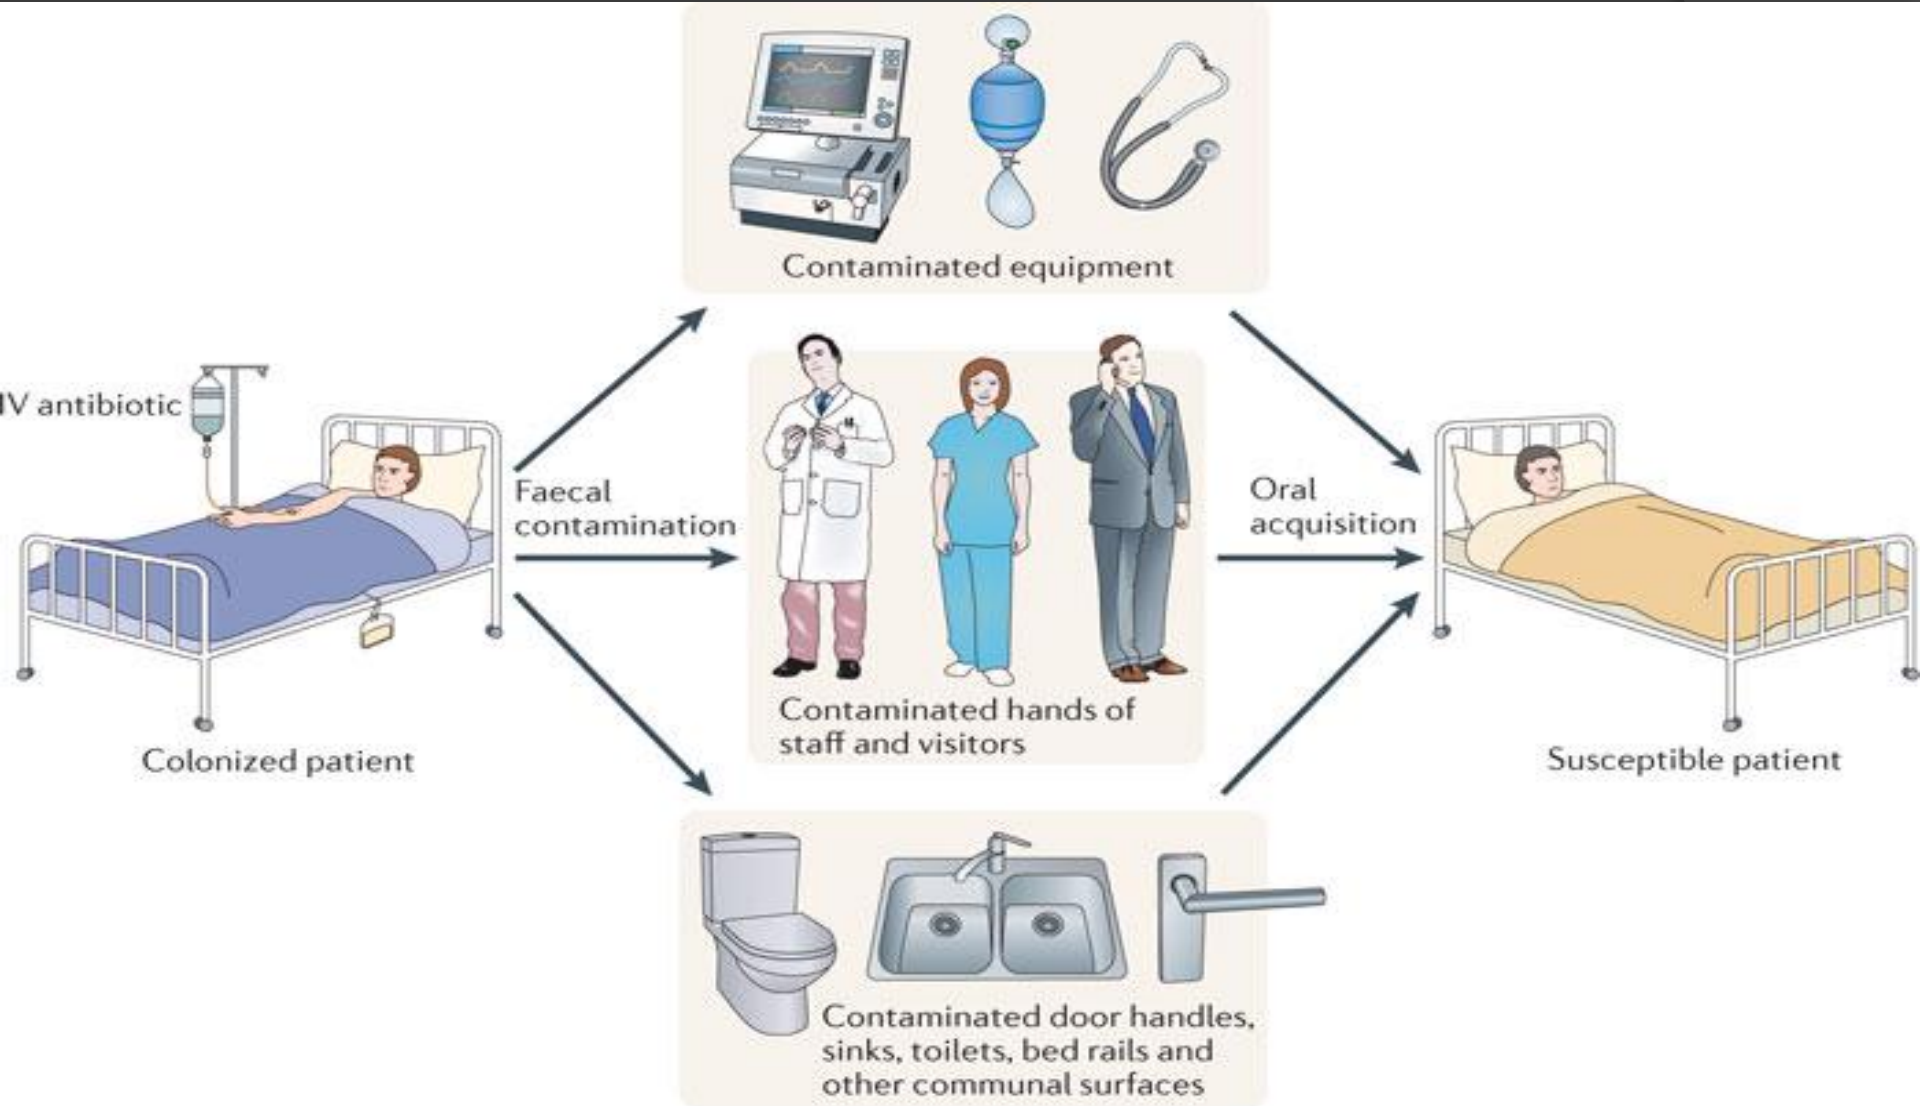 Contaminated equipment
IV antibiotic
Faecal
contamination
Oral
acquisition
Contaminated hands of
staff and visitors
Colonized patient
Susceptible patient
Contaminated door handles,
sinks, toilets, bed rails and
other communal surfaces